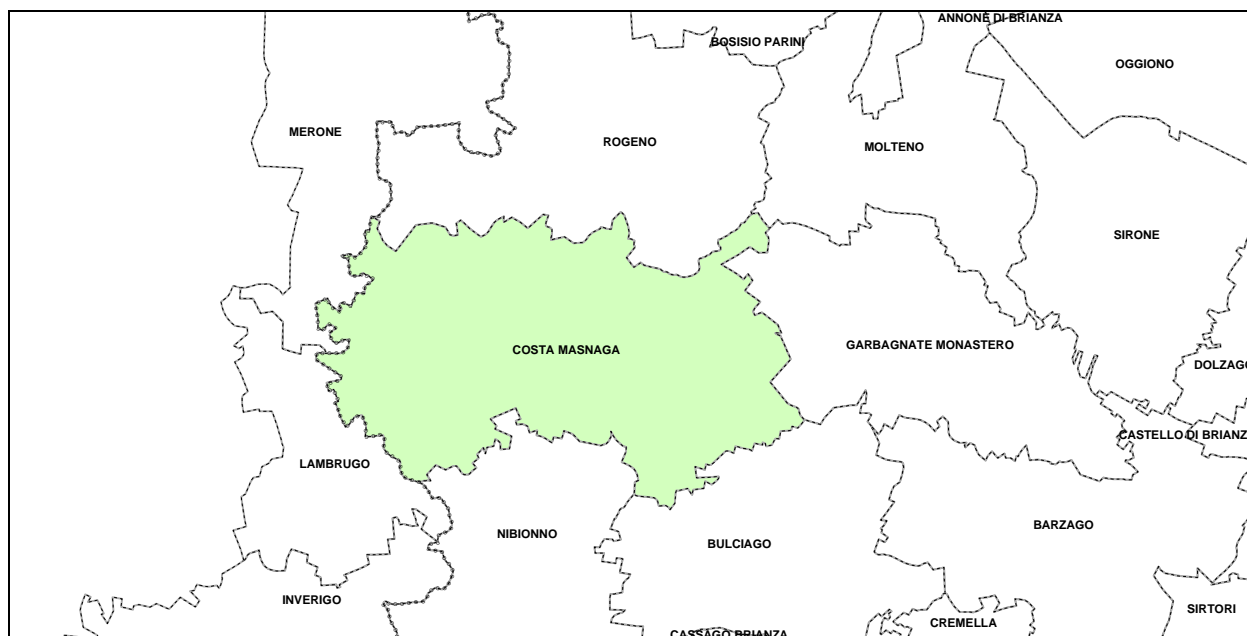 ANNONE DI BRIANZA
BOSISIO PARINI
OGGIONO
MERONE
ROGENO
MOLTENO
SIRONE
COSTA MASNAGA
GARBAGNATE MONASTERO
DOLZAGO
CASTELLO DI BRIANZ
LAMBRUGO
NIBIONNO
BULCIAGO
BARZAGO
INVERIGO
SIRTORI
CREMELLA
CASSAGO BRIANZA